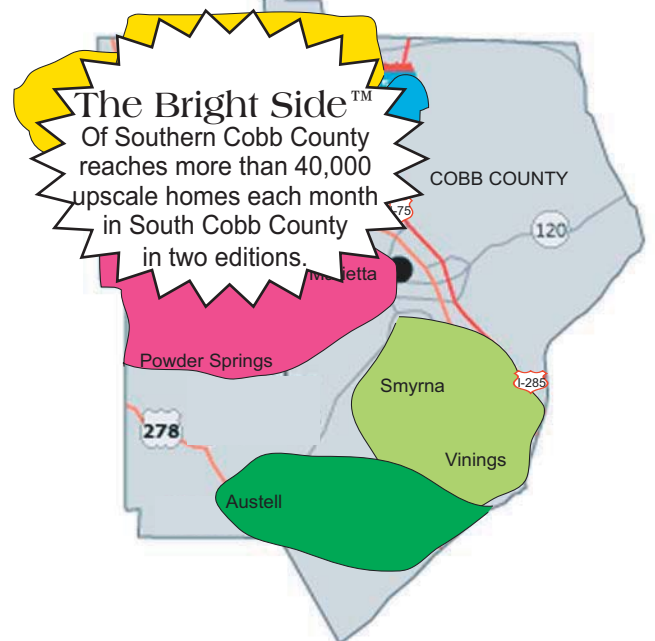 The Bright Side™
Of Southern Cobb County
reaches more than 40,000
upscale homes each month
in South Cobb County
in two editions.
COBB COUNTY
-75
120
Marietta
Powder Springs
Smyrna
I-285
278
Vinings
Austell